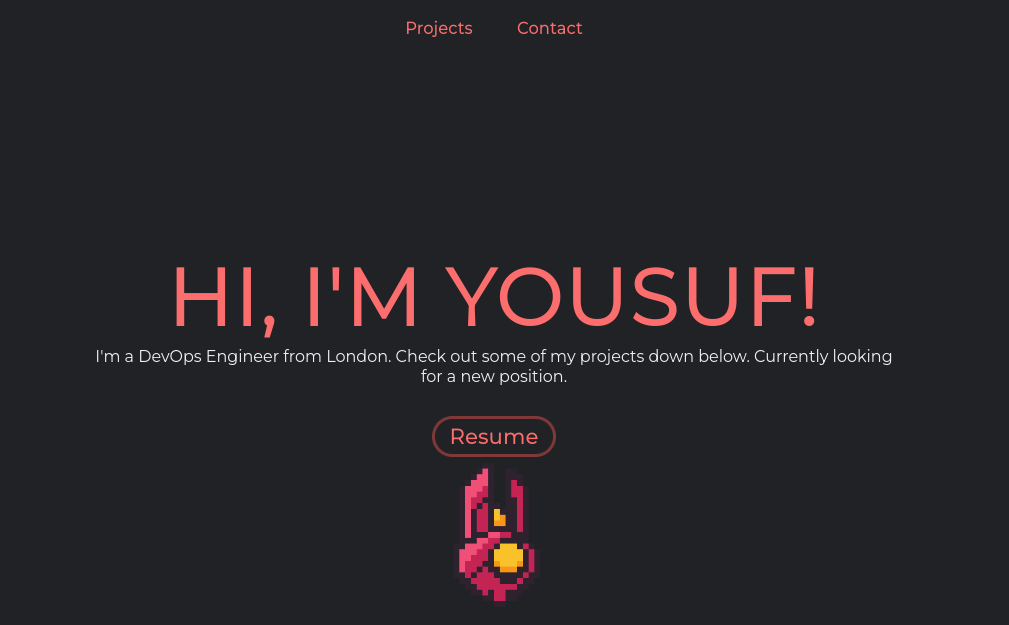 Projects Contact
HI, I'M YOUSUF!
I'm a DevOps Engineer from London. Check out some of my projects down below. Currently looking
for a new position.
Resume